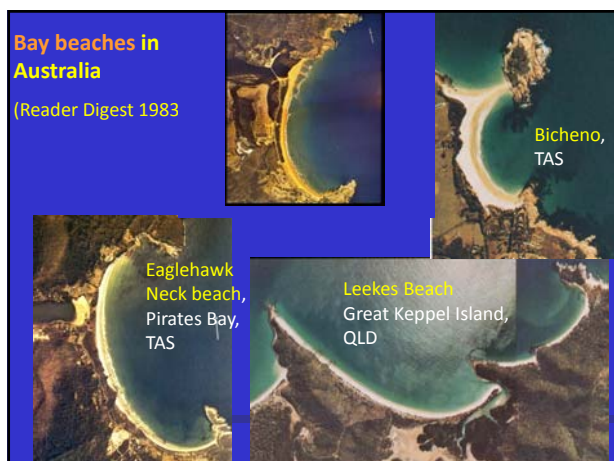 Bay beaches in
Australia
(Reader Digest 1983
Bicheno,
TAS
Eaglehawk
Neck beach,
Pirates Bay,
TAS
Leekes Beach
Great Keppel Island,
QLD